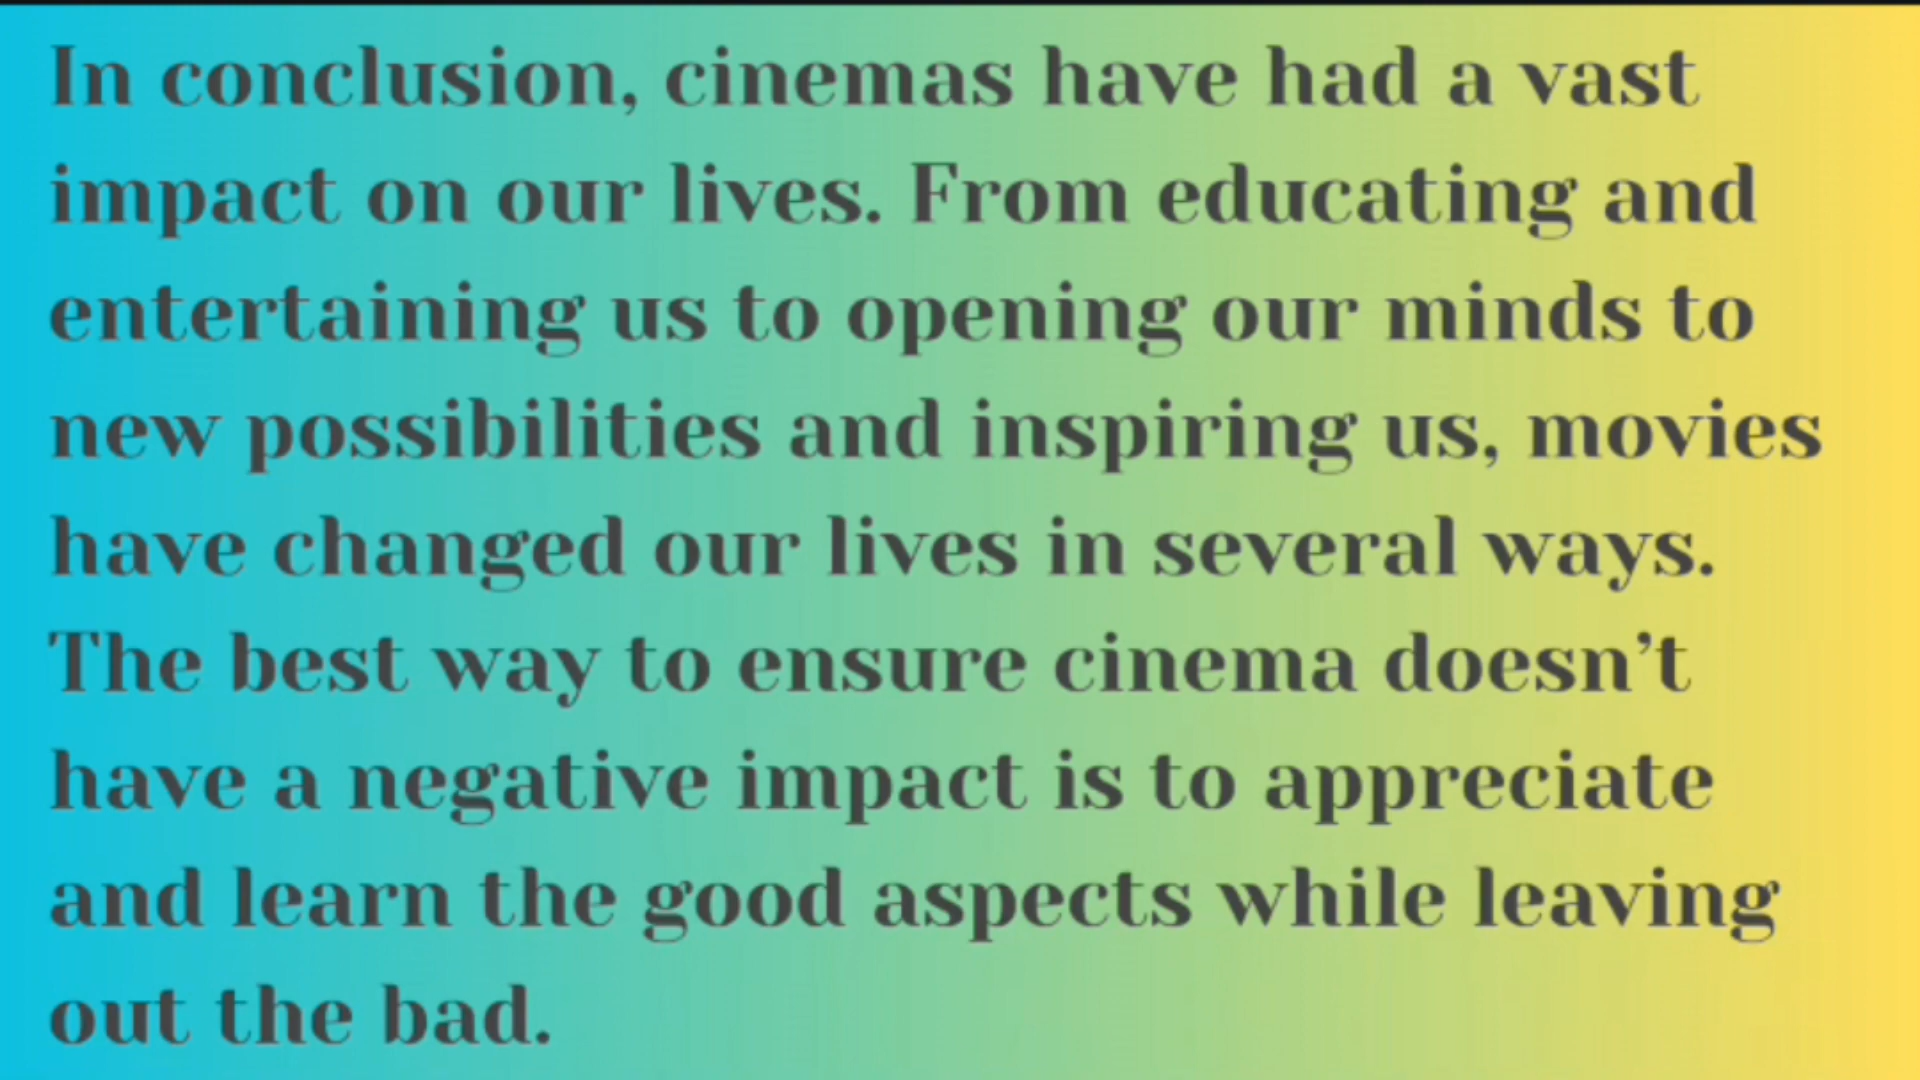 In conclusion, cinemas have had a vast
impact on our lives. From educating and
entertaining us to opening our minds to
new possibilities and inspiring us, movies
have changed our lives in several ways.
The best way to ensure cinema doesn’t
have a negative impact is to appreciate
and learn the good aspects while leaving
out the bad.